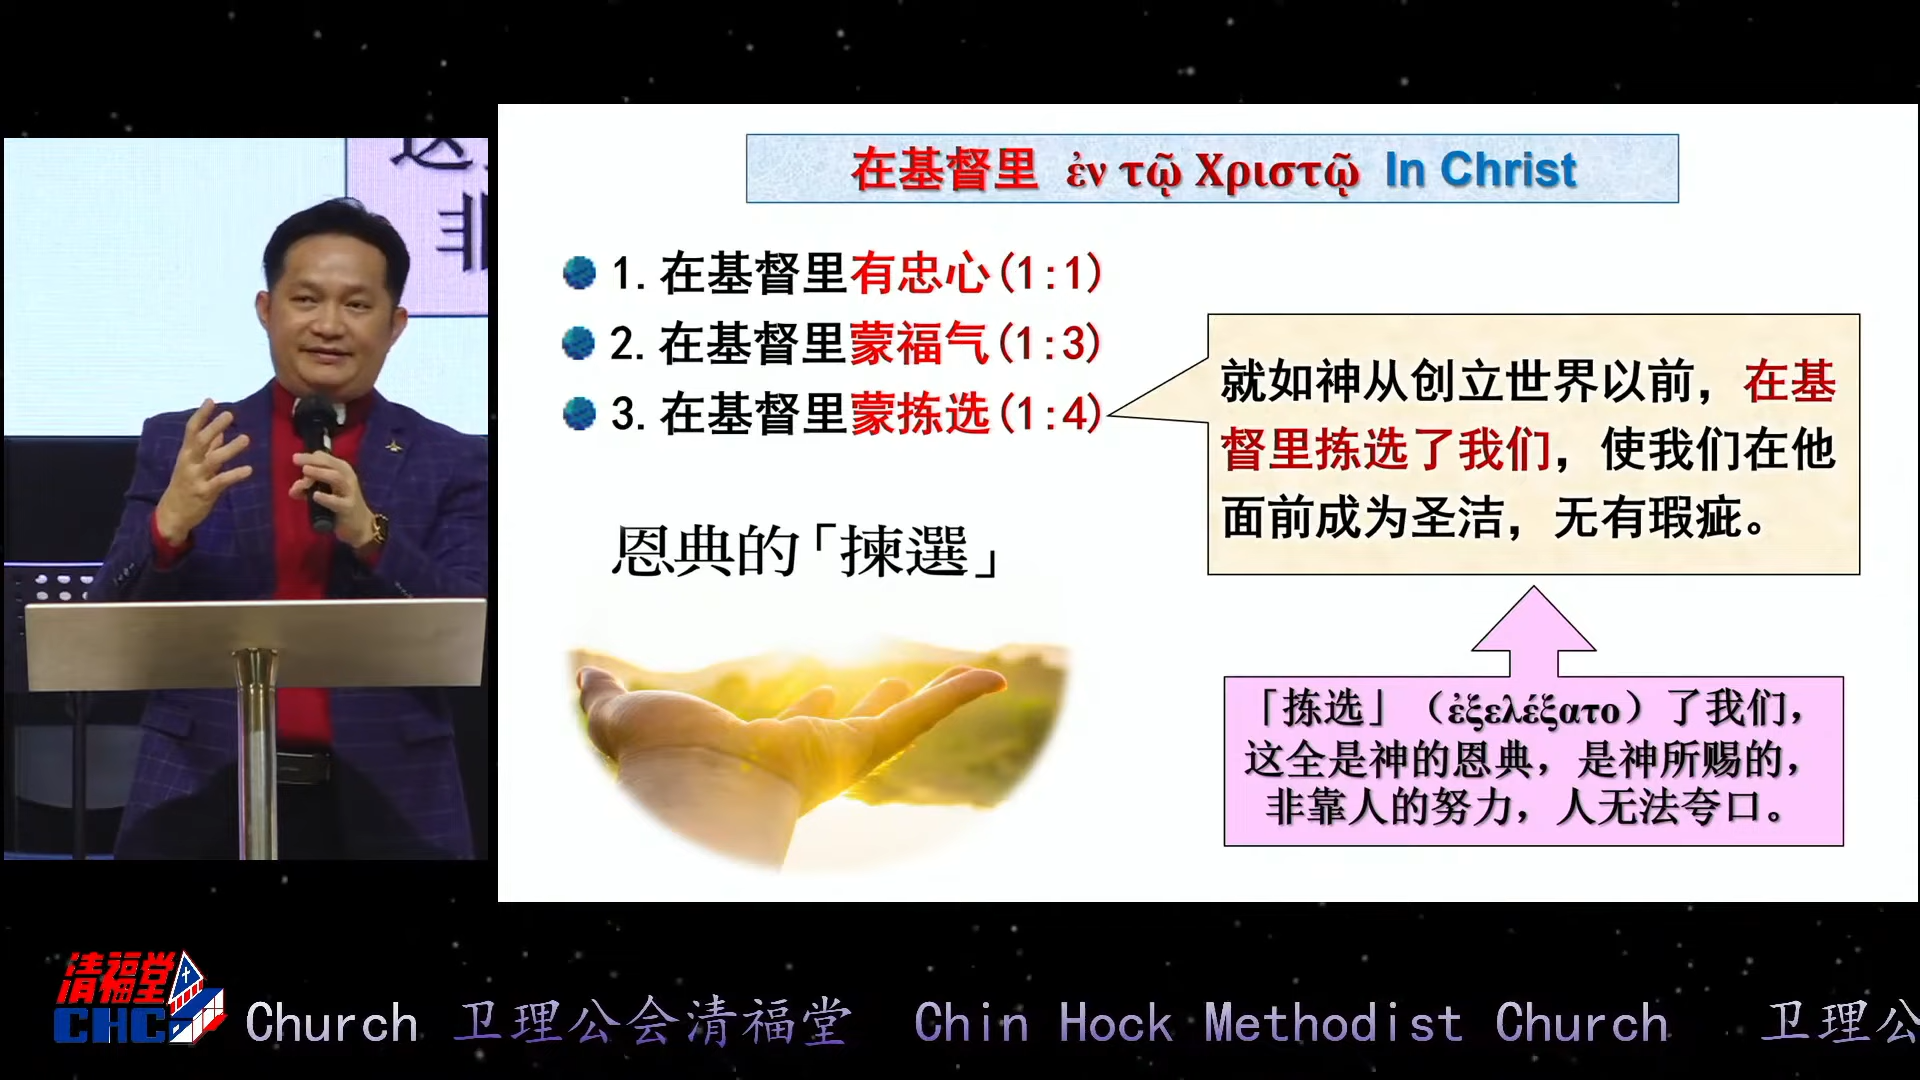 这
非
在基督里 ἐν τῷ Χριστῷ In Christ
1.在基督里有忠心(1:1)
2.在基督里蒙福气(1:3)
3.在基督里蒙拣选(1:4)
就如神从创立世界以前，在基
督里拣选了我们，使我们在他
面前成为圣洁，无有瑕疵。
恩典的「揀選」
「拣选」（ἐξελέξατο）了我们，
这全是神的恩典，是神所赐的，
非靠人的努力，人无法夸口。
清福堂
CHC
Church 卫理公会清福堂 Chin Hock Methodist Church 卫理公